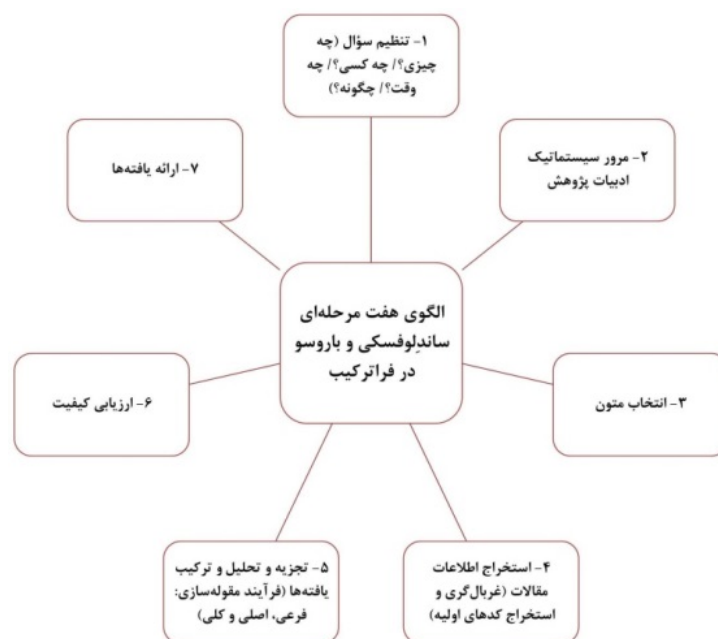 ۱- تنظیم سؤال (چه
چیزی؟/ چه کسی؟/ چه
وقت؟/ چگونه؟)
۲- مرور سیستماتیک
ادبیات پژوهش
۳- انتخاب متون
۴- استخراج اطلاعات
مقالات (غربال‌گری و
استخراج کدهای اولیه)
۵- تجزیه و تحلیل و ترکیب
یافته‌ها (فرآیند مقوله‌سازی:
فرعی، اصلی و کلی)
۶- ارزیابی کیفیت
۷- ارائه یافته‌ها
الگوی هفت مرحله‌ای
ساندِلوفسکی و باروسو
در فراترکیب